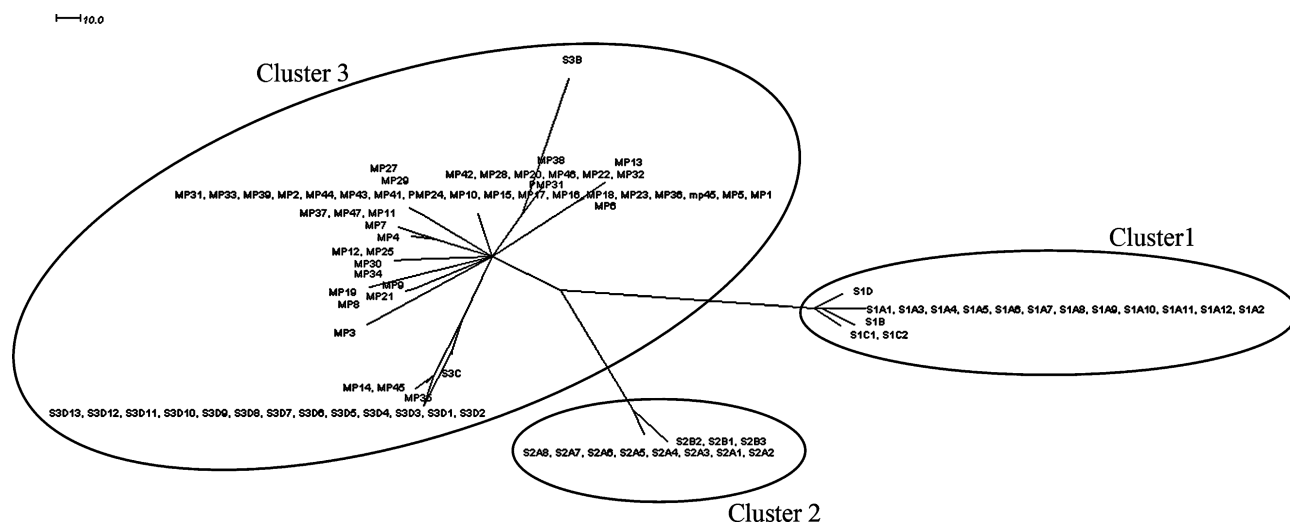 10.0
Cluster 3
S3B
MP38
MP13
MP27
MP42, MP28, MP20, MP46, MP22, MP32
MP29
PMP31
MP31, MP33, MP39, MP2, MP44, MP43, MP41, PMP24, MP10, MP15, MP17, MP16, MP18, MP23, MP36, mp45, MP5, MP1
MP6
MP37, MP47, MP11
MP7
MP4
MP12, MP25
MP30
MP34
MP9
MP19
MP21
MP8
MP3
Cluster1
S1D
S1A1, S1A3, S1A4, S1A5, S1A6, S1A7, S1A8, S1A9, S1A10, S1A11, S1A12, S1A2
S1B
S1C1, S1C2
S3C
MP14, MP45
MP35
S3D13, S3D12, S3D11, S3D10, S3D9, S3D8, S3D7, S3D6, S3D5, S3D4, S3D3, S3D1, S3D2
S2B2, S2B1, S2B3
S2A8, S2A7, S2A6, S2A5, S2A4, S2A3, S2A1, S2A2
Cluster 2